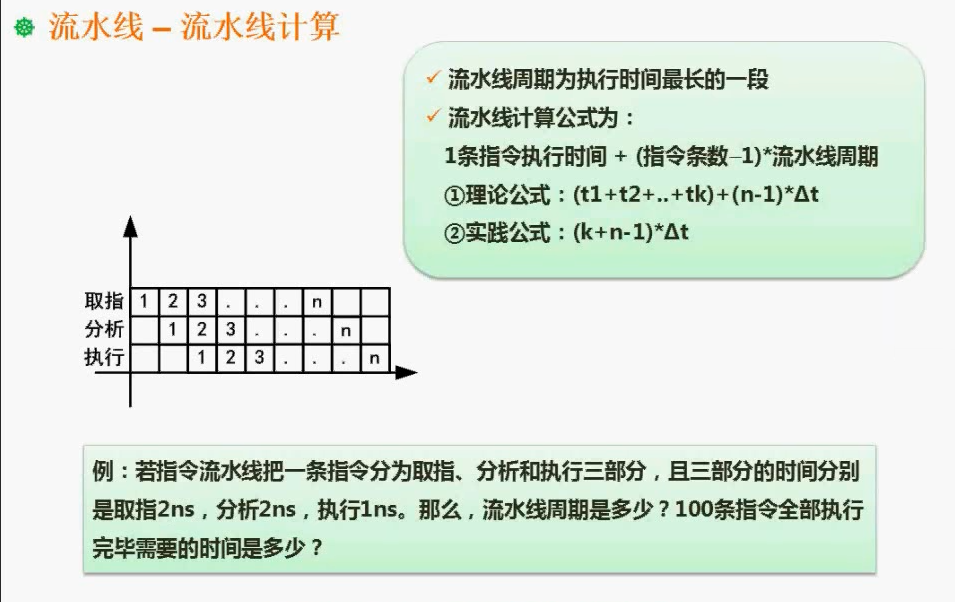 流水线 – 流水线计算
✓ 流水线周期为执行时间最长的一段
✓ 流水线计算公式为：
1条指令执行时间 + (指令条数–1)*流水线周期
①理论公式：(t1+t2+..+tk)+(n-1)*Δt
②实践公式：(k+n-1)*Δt
取指 1 2 3 . . . n
分析 1 2 3 . . . n
执行 1 2 3 . . . n
例：若指令流水线把一条指令分为取指、分析和执行三部分，且三部分的时间分别
是取指2ns，分析2ns，执行1ns。那么，流水线周期是多少？100条指令全部执行
完毕需要的时间是多少？